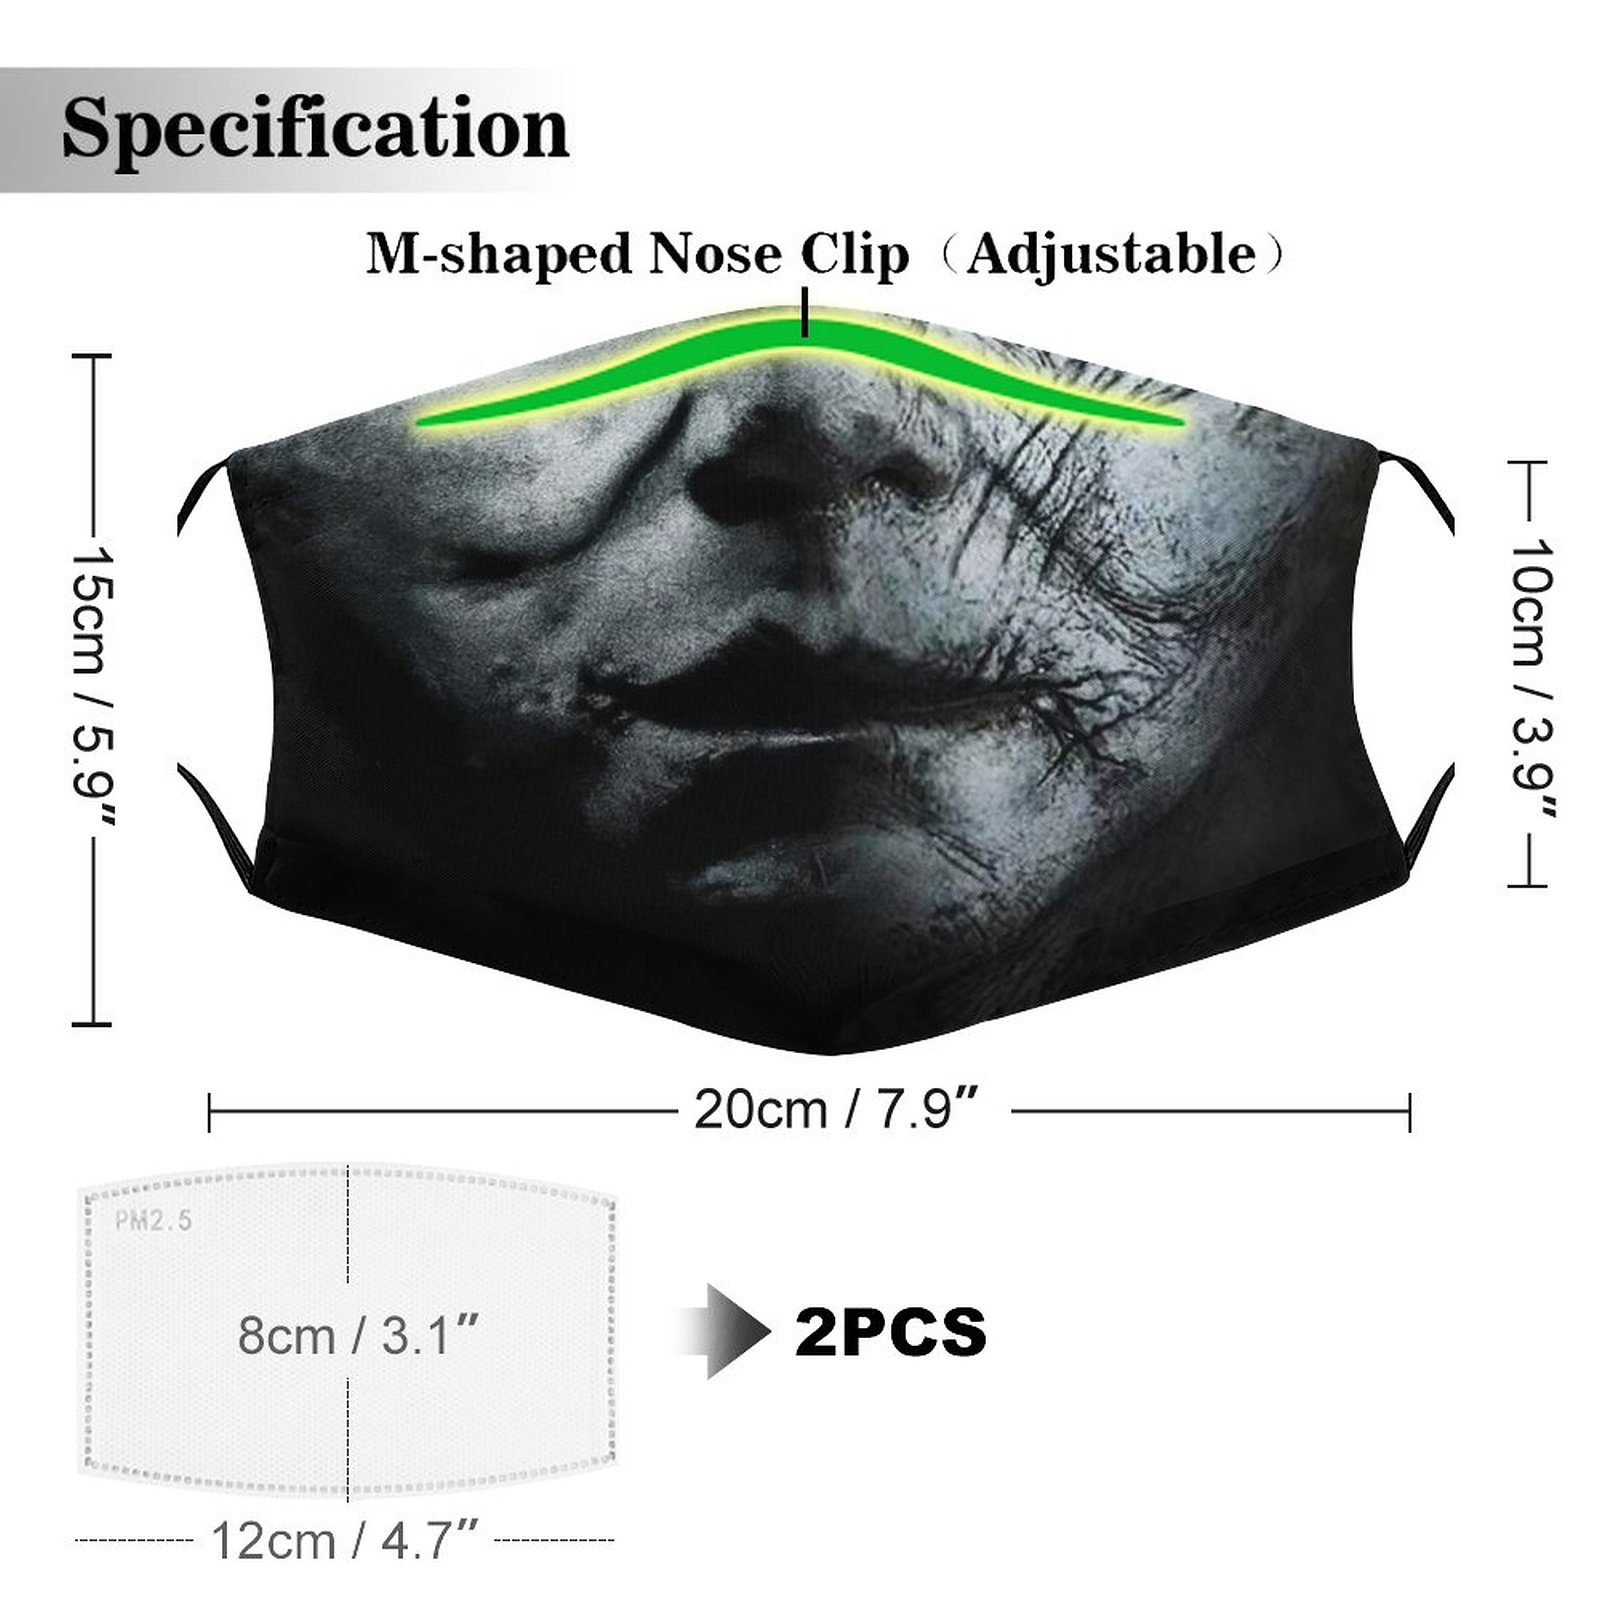 Specification
M-shaped Nose Clip（Adjustable）
15cm / 5.9″
10cm / 3.9″
20cm / 7.9″
PM2.5
8cm / 3.1″
2PCS
12cm / 4.7″